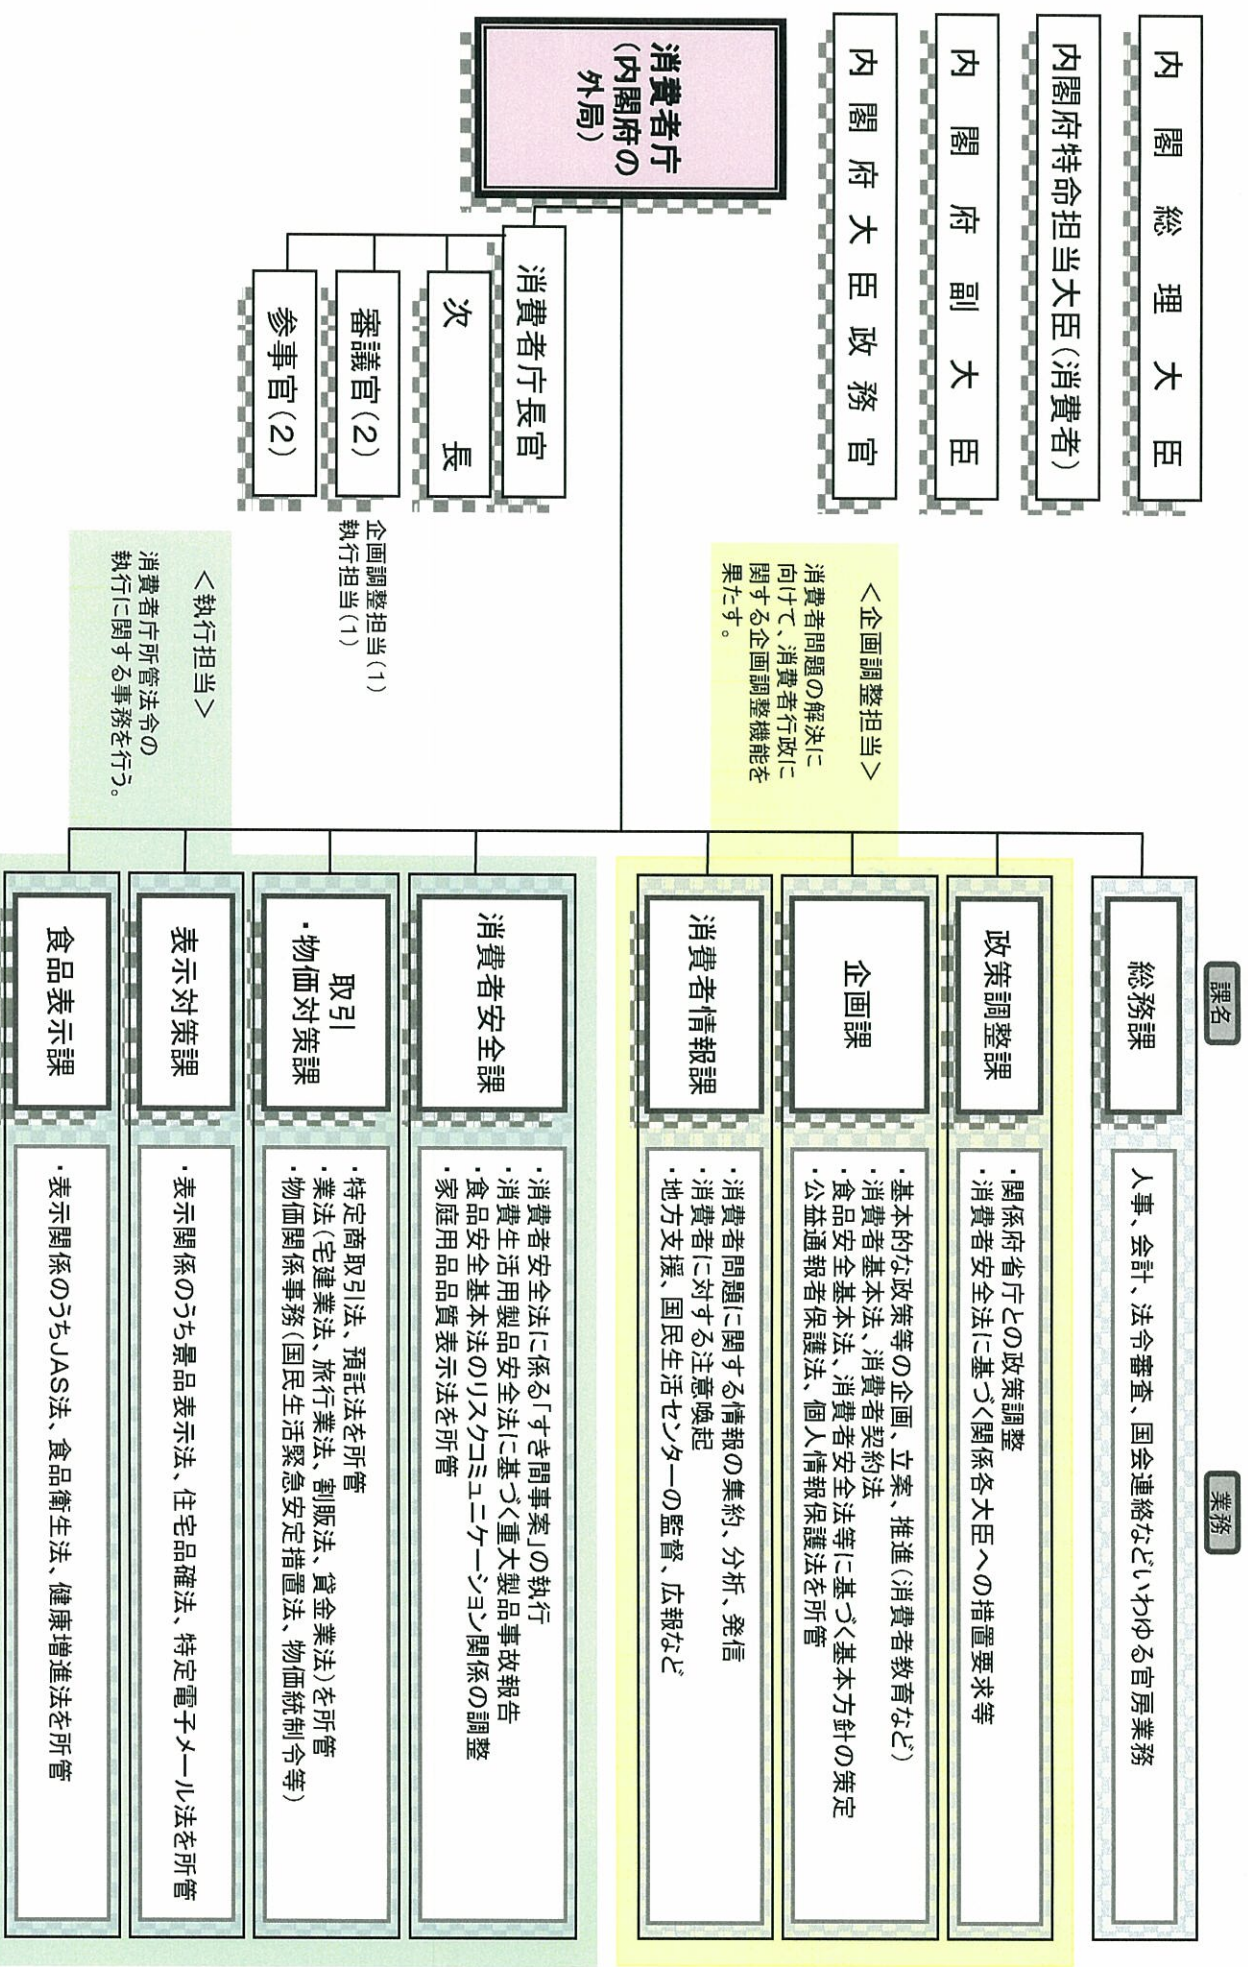 内閣総理大臣
内閣府特命担当大臣(消費者)
内閣府副大臣
内閣府大臣政務官
消費者庁
(内閣府の
外局)
消費者庁長官
次長
審議官(2)
参事官(2)
企画調整担当(1)
執行担当(1)
<企画調整担当>
消費者問題の解決に
向けて、消費者行政に
関する企画調整機能を
果たす。
<執行担当>
消費者庁所管法令の
執行に関する事務を行う。
課名
業務
総務課
人事、会計、法令審査、国会連絡などいわゆる官房業務
政策調整課
・関係府省庁との政策調整
・消費者安全法に基づく関係各大臣への措置要求等
企画課
・基本的な政策等の企画、立案、推進(消費者教育など)
・消費者基本法、消費者契約法
・食品安全基本法、消費者安全法等に基づく基本方針の策定
・公益通報者保護法、個人情報保護法を所管
消費者情報課
・消費者問題に関する情報の集約、分析、発信
・消費者に対する注意喚起
・地方支援、国民生活センターの監督、広報など
消費者安全課
・消費者安全法に係る「すき間事案」の執行
・消費生活用製品安全法に基づく重大製品事故報告
・食品安全基本法のリスクコミュニケーション関係の調整
・家庭用品品質表示法を所管
取引
・物価対策課
・特定商取引法、預託法を所管
・業法(宅建業法、旅行業法、割販法、貸金業法)を所管
・物価関係事務(国民生活緊急安定措置法、物価統制令等)
表示対策課
・表示関係のうち景品表示法、住宅品確法、特定電子メール法を所管
食品表示課
・表示関係のうちJAS法、食品衛生法、健康増進法を所管